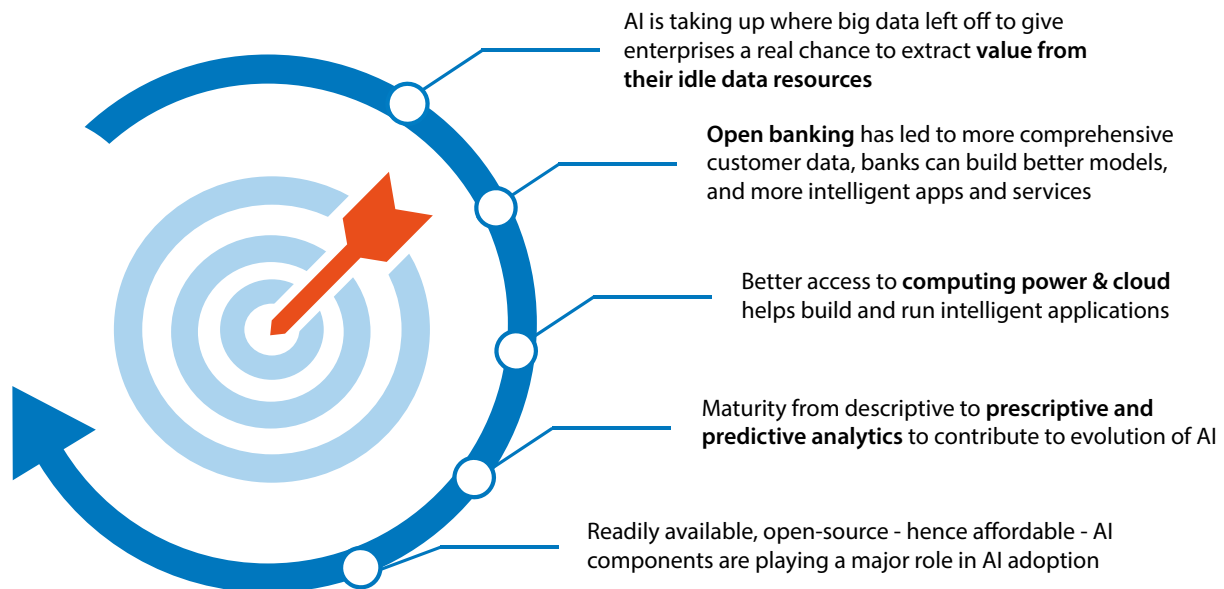 AI is taking up where big data left off to give
enterprises a real chance to extract value from
their idle data resources
Open banking has led to more comprehensive
customer data, banks can build better models,
and more intelligent apps and services
Better access to computing power & cloud
helps build and run intelligent applications
Maturity from descriptive to prescriptive and
predictive analytics to contribute to evolution of AI
Readily available, open-source - hence affordable - AI
components are playing a major role in AI adoption